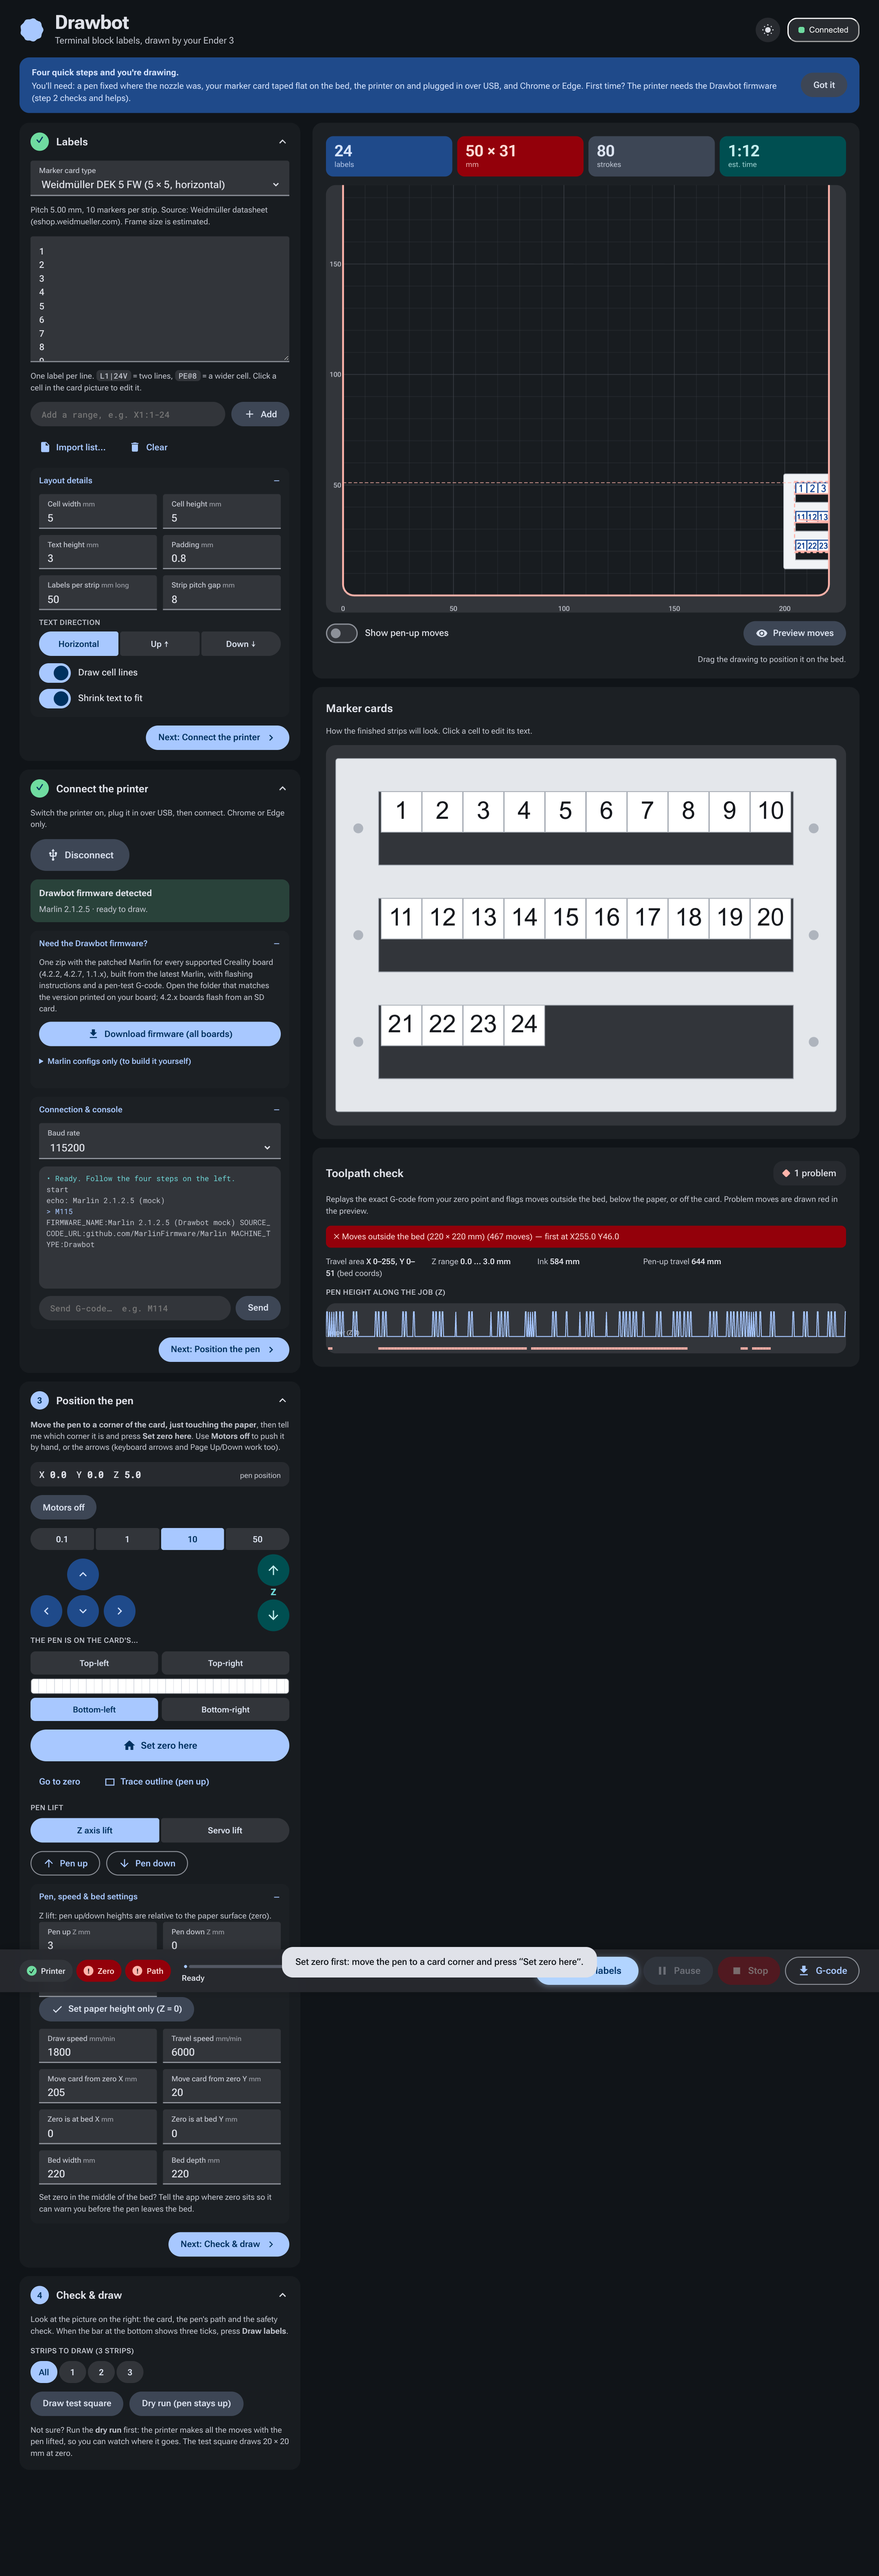 Drawbot
Terminal block labels, drawn by your Ender 3
Connected
Four quick steps and you're drawing.
You'll need: a pen fixed where the nozzle was, your marker card taped flat on the bed, the printer on and plugged in over USB, and Chrome or Edge. First time? The printer needs the Drawbot firmware
(step 2 checks and helps).
Got it
Labels
Marker card type
Weidmüller DEK 5 FW (5 × 5, horizontal)
Pitch 5.00 mm, 10 markers per strip. Source: Weidmüller datasheet
(eshop.weidmueller.com). Frame size is estimated.
1
2
3
4
5
6
7
8
9
One label per line. L1|24V = two lines, PE@8 = a wider cell. Click a
cell in the card picture to edit it.
Add a range, e.g. X1:1-24
Add
Import list...
Clear
Layout details
Cell width mm
5
Cell height mm
5
Text height mm
3
Padding mm
0.8
Labels per strip mm long
50
Strip pitch gap mm
8
TEXT DIRECTION
Horizontal
Up ↑
Down ↓
Draw cell lines
Shrink text to fit
Next: Connect the printer
Connect the printer
Switch the printer on, plug it in over USB, then connect. Chrome or Edge
only.
Disconnect
Drawbot firmware detected
Marlin 2.1.2.5 · ready to draw.
Need the Drawbot firmware?
One zip with the patched Marlin for every supported Creality board
(4.2.2, 4.2.7, 1.1.x), built from the latest Marlin, with flashing
instructions and a pen-test G-code. Open the folder that matches
the version printed on your board; 4.2.x boards flash from an SD
card.
Download firmware (all boards)
Marlin configs only (to build it yourself)
Connection & console
Baud rate
115200
• Ready. Follow the four steps on the left.
start
echo: Marlin 2.1.2.5 (mock)
> M115
FIRMWARE_NAME:Marlin 2.1.2.5 (Drawbot mock) SOURCE_
CODE_URL:github.com/MarlinFirmware/Marlin MACHINE_T
YPE:Drawbot
Send G-code… e.g. M114
Send
Next: Position the pen
3
Position the pen
Move the pen to a corner of the card, just touching the paper, then tell
me which corner it is and press Set zero here. Use Motors off to push it
by hand, or the arrows (keyboard arrows and Page Up/Down work too).
X 0.0 Y 0.0 Z 5.0
pen position
Motors off
0.1
1
10
50
Z
THE PEN IS ON THE CARD'S...
Top-left
Top-right
Bottom-left
Bottom-right
Set zero here
Go to zero
Trace outline (pen up)
PEN LIFT
Z axis lift
Servo lift
Pen up
Pen down
Pen, speed & bed settings
Z lift: pen up/down heights are relative to the paper surface (zero).
Pen up Z mm
3
Pen down Z mm
0
Printer
Zero
Path
Ready
Set zero first: move the pen to a card corner and press "Set zero here".
labels
Pause
Stop
G-code
Set paper height only (Z = 0)
Draw speed mm/min
1800
Travel speed mm/min
6000
Move card from zero X mm
205
Move card from zero Y mm
20
Zero is at bed X mm
0
Zero is at bed Y mm
0
Bed width mm
220
Bed depth mm
220
Set zero in the middle of the bed? Tell the app where zero sits so it
can warn you before the pen leaves the bed.
Next: Check & draw
4
Check & draw
Look at the picture on the right: the card, the pen's path and the safety
check. When the bar at the bottom shows three ticks, press Draw labels.
STRIPS TO DRAW (3 STRIPS)
All
1
2
3
Draw test square
Dry run (pen stays up)
Not sure? Run the dry run first: the printer makes all the moves with the
pen lifted, so you can watch where it goes. The test square draws 20 × 20
mm at zero.
24
labels
50 × 31
mm
80
strokes
1:12
est. time
150
100
50
0
50
100
150
200
1 2 3
11 12 13
21 22 23
Show pen-up moves
Preview moves
Drag the drawing to position it on the bed.
Marker cards
How the finished strips will look. Click a cell to edit its text.
1 2 3 4 5 6 7 8 9 10
11 12 13 14 15 16 17 18 19 20
21 22 23 24
Toolpath check
1 problem
Replays the exact G-code from your zero point and flags moves outside the bed, below the paper, or off the card. Problem moves are drawn red in
the preview.
✕ Moves outside the bed (220 × 220 mm) (467 moves) — first at X255.0 Y46.0
Travel area X 0–255, Y 0–
51 (bed coords)
Z range 0.0 … 3.0 mm
Ink 584 mm
Pen-up travel 644 mm
PEN HEIGHT ALONG THE JOB (Z)